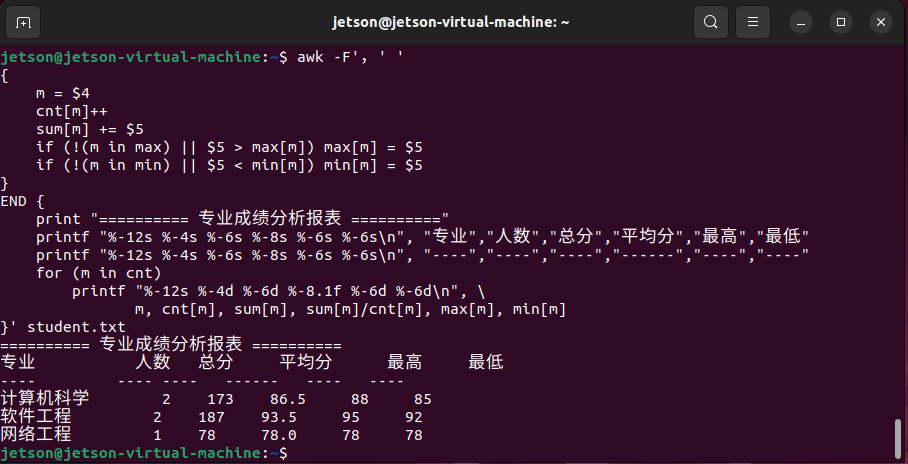 jetson@jetson-virtual-machine: ~
jetson@jetson-virtual-machine:~$ awk -F', ' '
{
    m = $4
    cnt[m]++
    sum[m] += $5
    if (!(m in max) || $5 > max[m]) max[m] = $5
    if (!(m in min) || $5 < min[m]) min[m] = $5
}
END {
    print "========== 专业成绩分析报表 =========="
    printf "%-12s %-4s %-6s %-8s %-6s %-6s\n", "专业","人数","总分","平均分","最高","最低"
    printf "%-12s %-4s %-6s %-8s %-6s %-6s\n", "----","----","----","------","----","----"
    for (m in cnt)
        printf "%-12s %-4d %-6d %-8.1f %-6d %-6d\n", \
               m, cnt[m], sum[m], sum[m]/cnt[m], max[m], min[m]
}' student.txt
========== 专业成绩分析报表 ==========
专业           人数   总分     平均分      最高     最低
----         ---- ----   ------   ----   ----
计算机科学        2    173    86.5     88     85
软件工程         2    187    93.5     95     92
网络工程         1    78     78.0     78     78
jetson@jetson-virtual-machine:~$